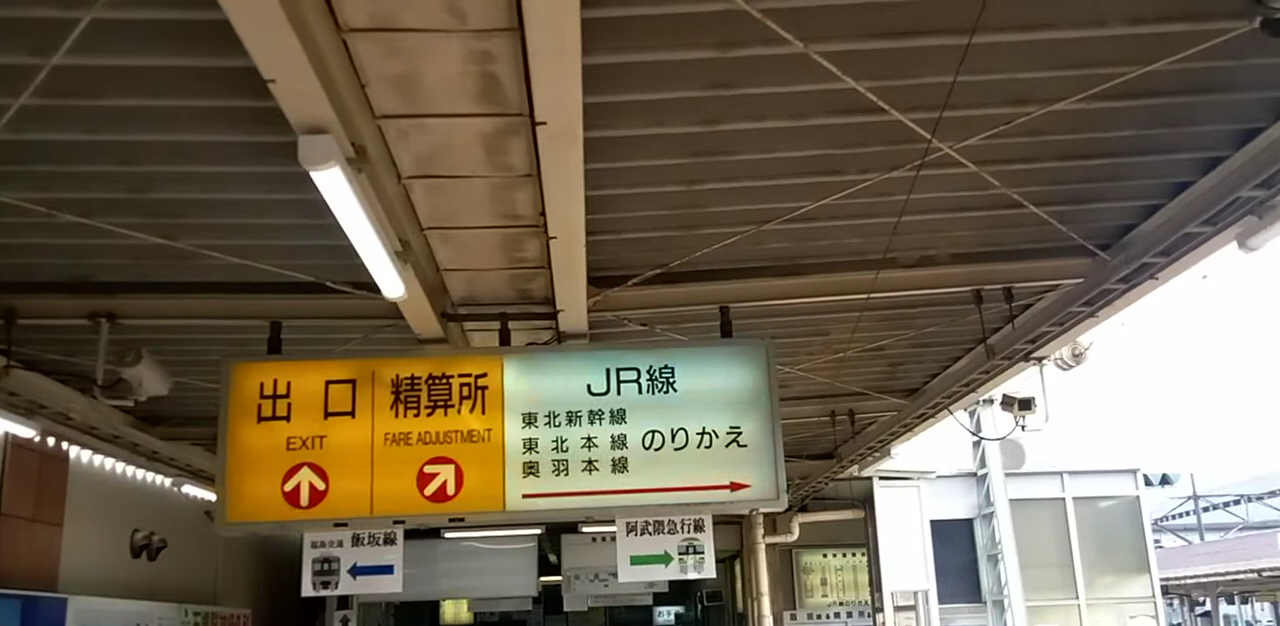 出口
EXIT
精算所
FARE ADJUSTMENT
JR線
東北新幹線
東北本線
奥羽本線
のりかえ
福島交通 飯坂線
阿武隈急行線